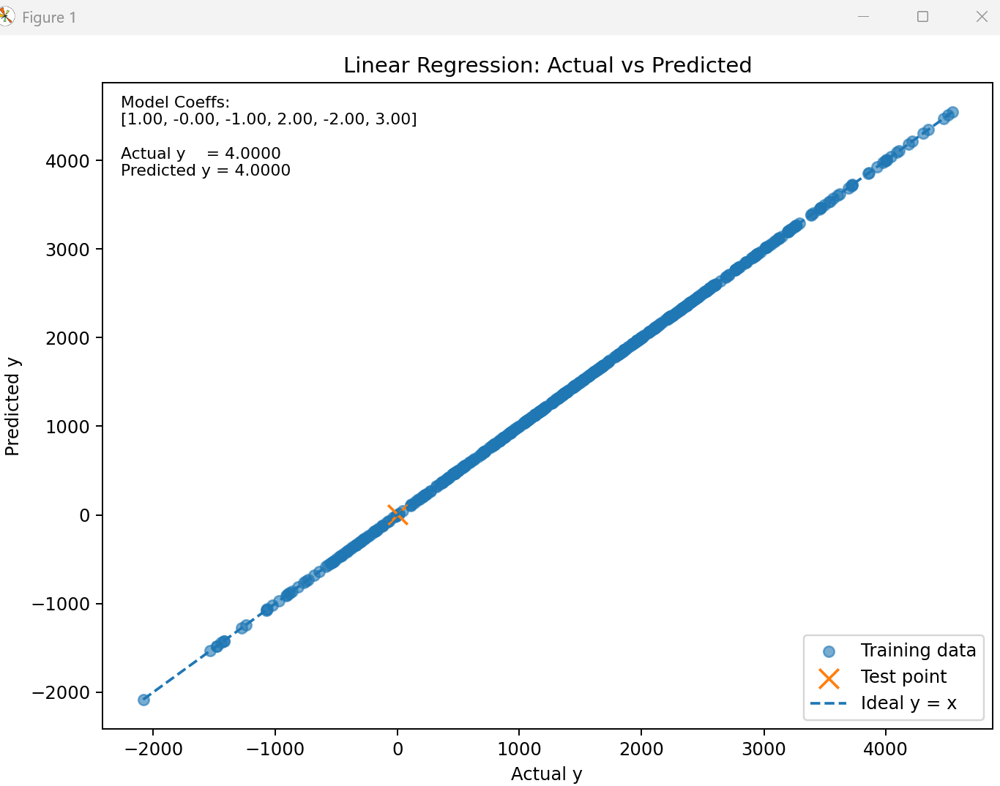 Figure 1
Linear Regression: Actual vs Predicted
Model Coeffs:
[1.00, -0.00, -1.00, 2.00, -2.00, 3.00]
Actual y    = 4.0000
Predicted y = 4.0000
Predicted y
4000
3000
2000
1000
0
−1000
−2000
Training data
Test point
Ideal y = x
−2000
−1000
0
1000
2000
3000
4000
Actual y